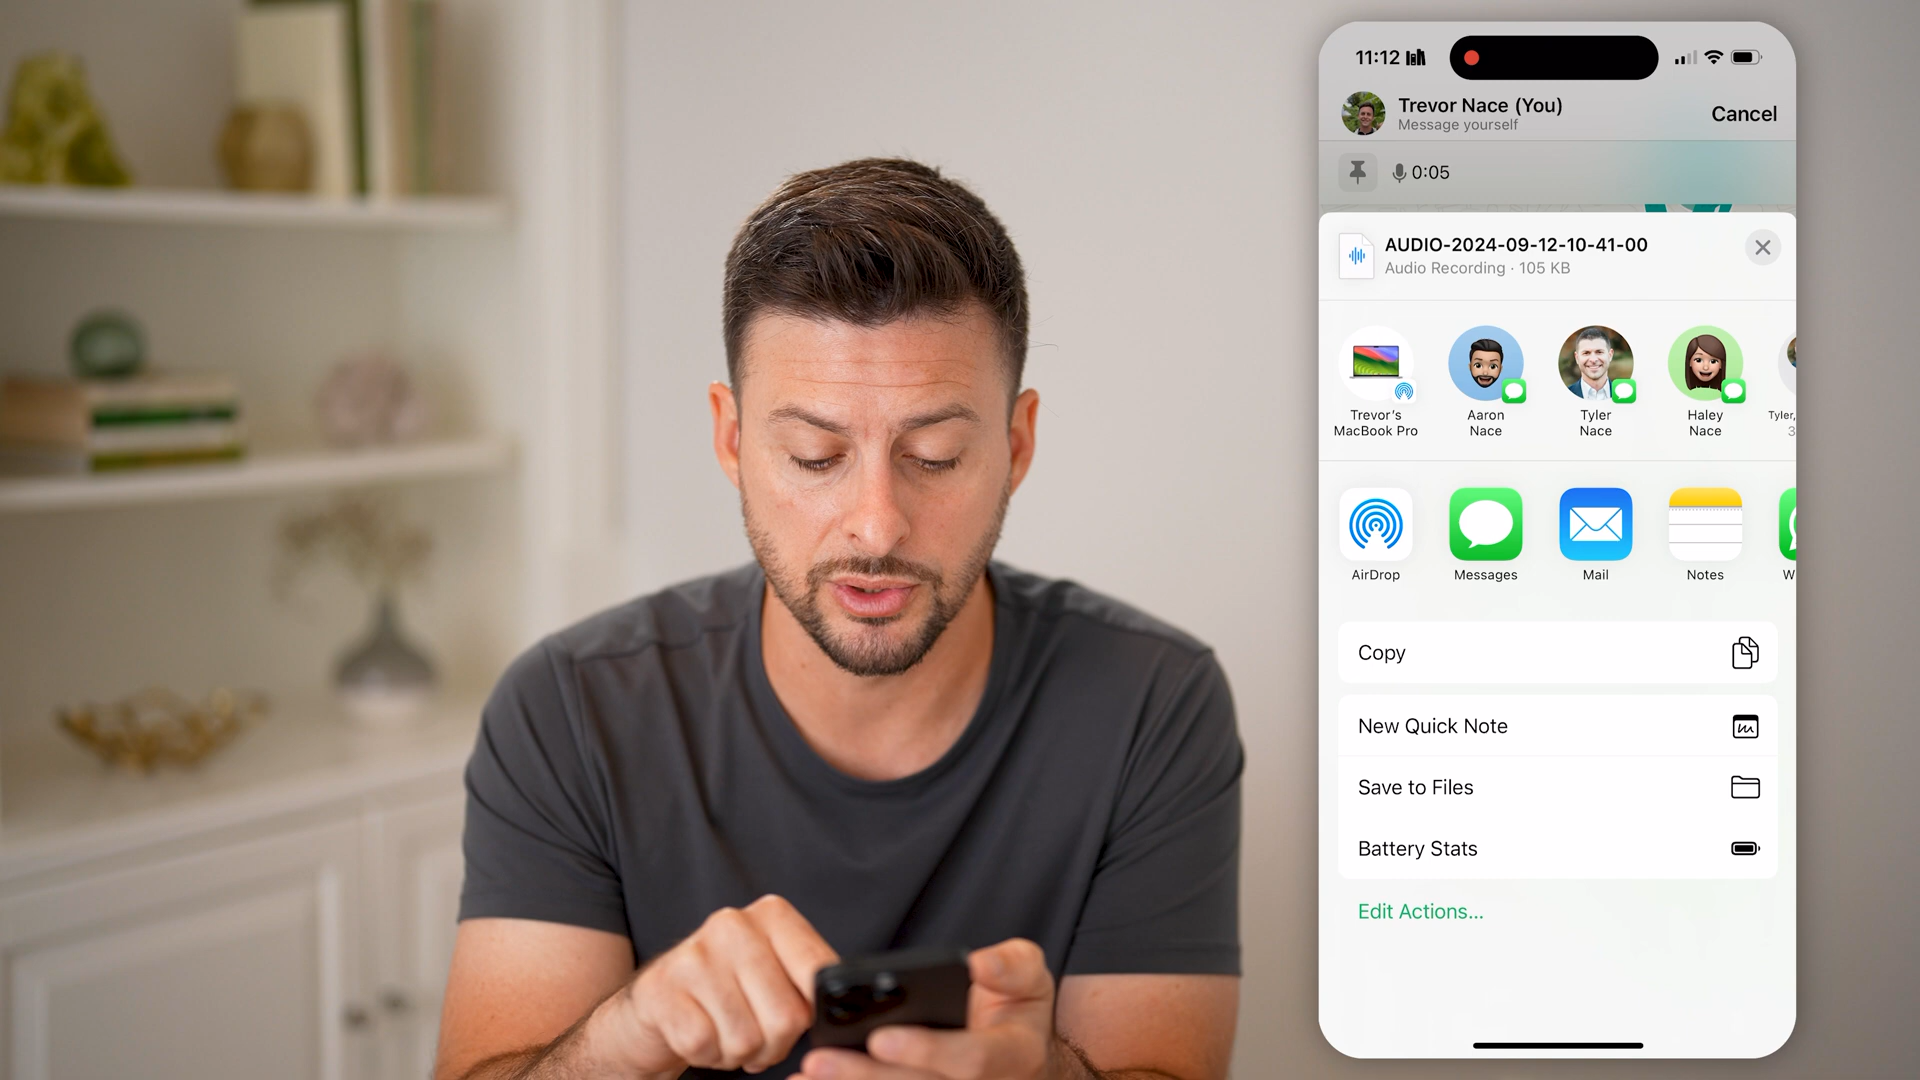 11:12
Trevor Nace (You)
Message yourself
Cancel
0:05
AUDIO-2024-09-12-10-41-00
Audio Recording · 105 KB
Trevor's
MacBook Pro
Aaron
Nace
Tyler
Nace
Haley
Nace
Tyler,
3
AirDrop
Messages
Mail
Notes
W
Copy
New Quick Note
Save to Files
Battery Stats
Edit Actions...